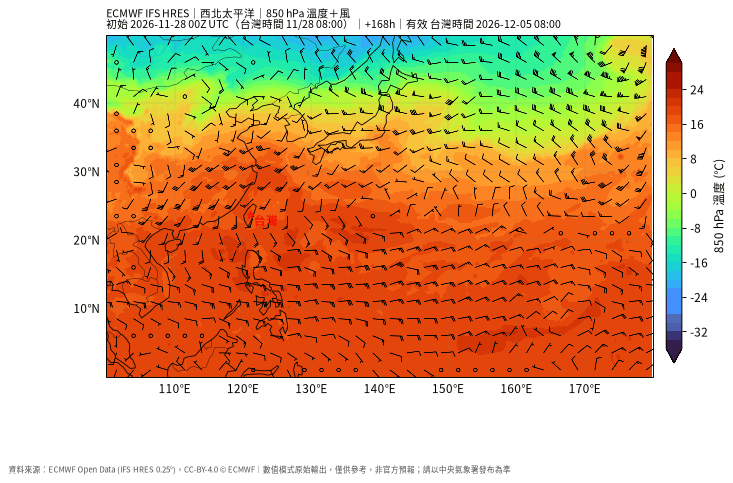 ECMWF IFS HRES｜西北太平洋｜850 hPa 溫度＋風
初始 2026-11-28 00Z UTC（台灣時間 11/28 08:00）｜+168h｜有效 台灣時間 2026-12-05 08:00
40°N
30°N
20°N
10°N
台灣
110°E
120°E
130°E
140°E
150°E
160°E
170°E
24
16
8
0
-8
-16
-24
-32
850 hPa 溫度 (°C)
資料來源：ECMWF Open Data (IFS HRES 0.25°)，CC-BY-4.0 © ECMWF｜數值模式原始輸出，僅供參考，非官方預報；請以中央氣象署發布為準